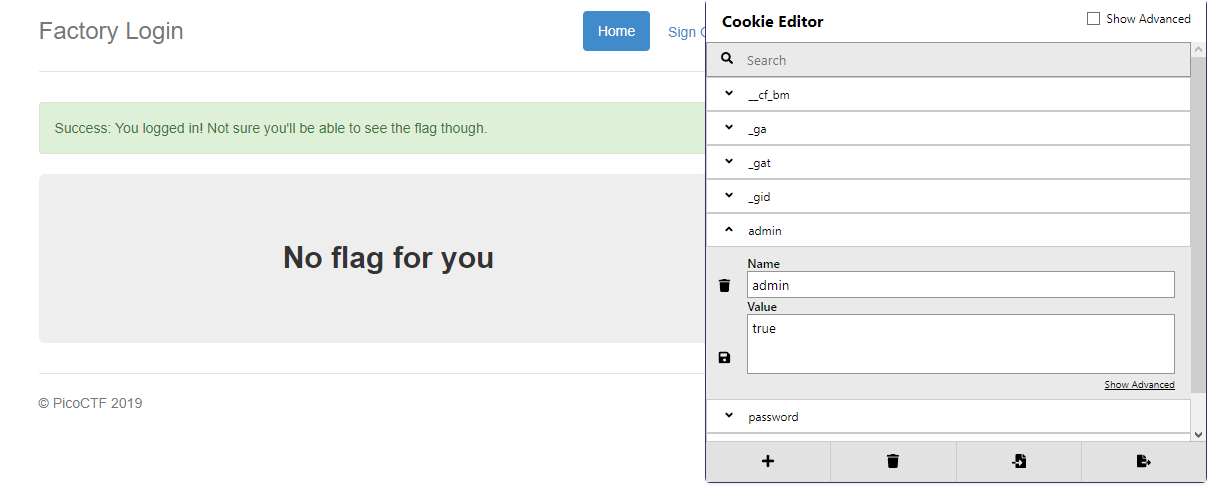 Factory Login
Home
Sign
Success: You logged in! Not sure you'll be able to see the flag though.
No flag for you
© PicoCTF 2019
Cookie Editor
Show Advanced
Search
__cf_bm
_ga
_gat
_gid
admin
Name
admin
Value
true
Show Advanced
password